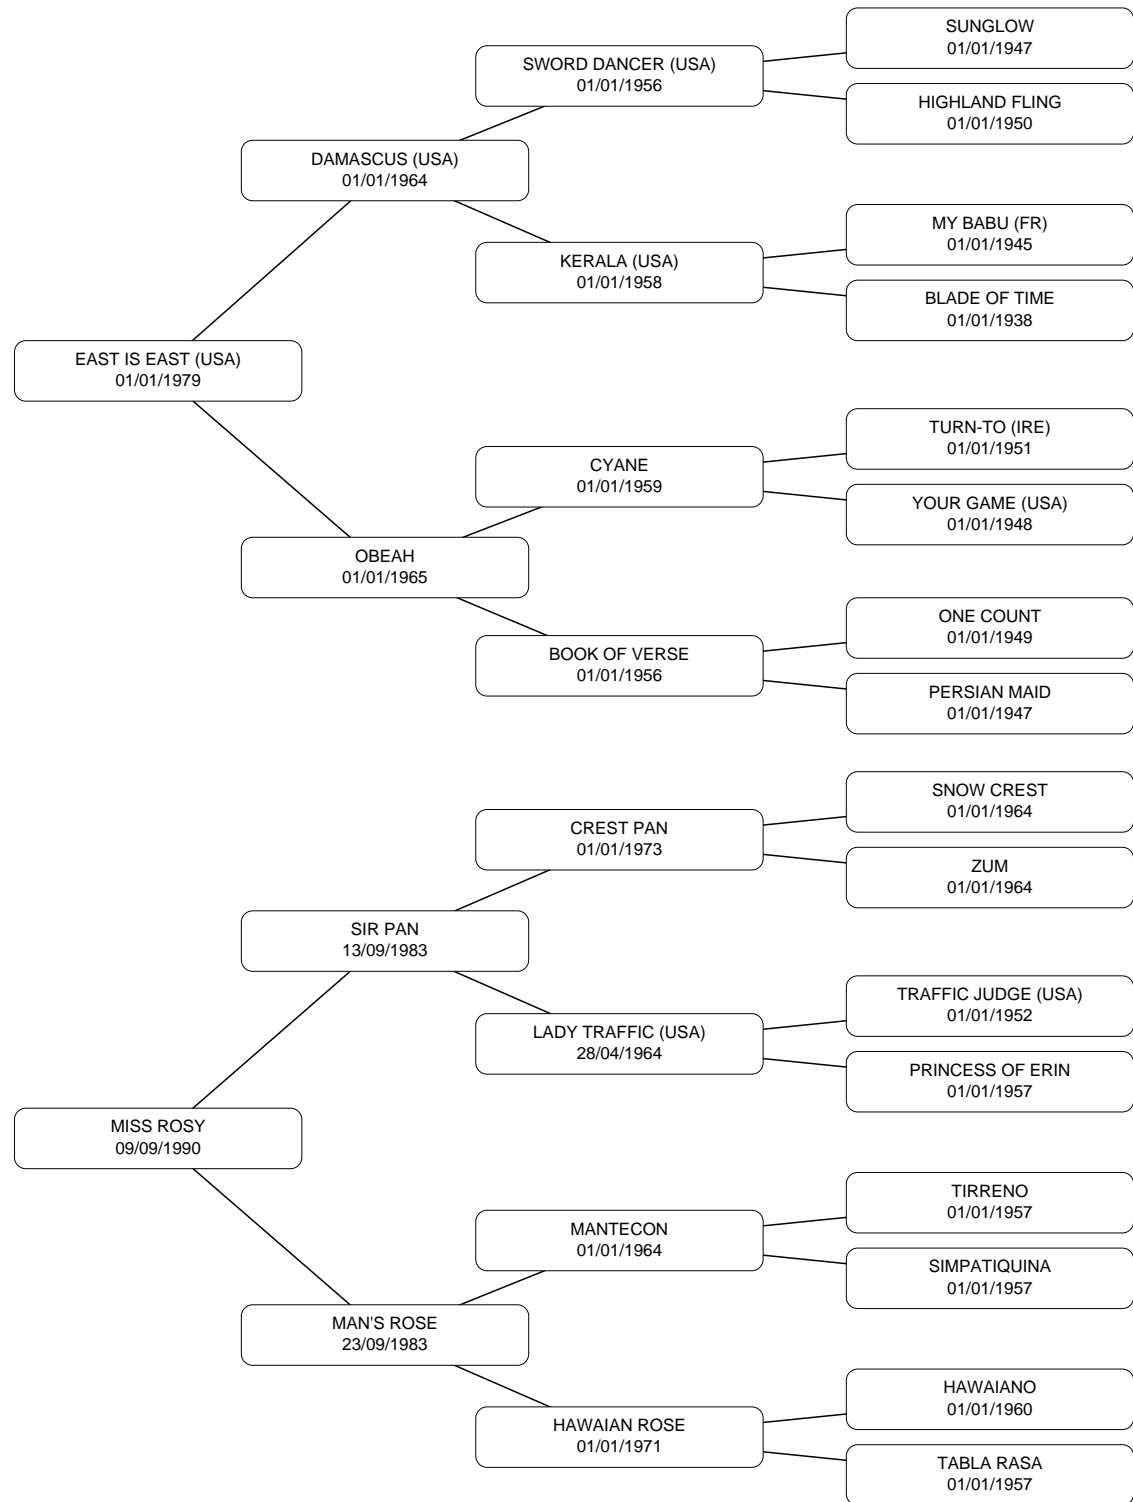 SUNGLOW
01/01/1947
SWORD DANCER (USA)
01/01/1956
HIGHLAND FLING
01/01/1950
DAMASCUS (USA)
01/01/1964
MY BABU (FR)
01/01/1945
KERALA (USA)
01/01/1958
BLADE OF TIME
01/01/1938
EAST IS EAST (USA)
01/01/1979
TURN-TO (IRE)
01/01/1951
CYANE
01/01/1959
YOUR GAME (USA)
01/01/1948
OBEAH
01/01/1965
ONE COUNT
01/01/1949
BOOK OF VERSE
01/01/1956
PERSIAN MAID
01/01/1947
SNOW CREST
01/01/1964
CREST PAN
01/01/1973
ZUM
01/01/1964
SIR PAN
13/09/1983
TRAFFIC JUDGE (USA)
01/01/1952
LADY TRAFFIC (USA)
28/04/1964
PRINCESS OF ERIN
01/01/1957
MISS ROSY
09/09/1990
TIRRENO
01/01/1957
MANTECON
01/01/1964
SIMPATIQUINA
01/01/1957
MAN'S ROSE
23/09/1983
HAWAIANO
01/01/1960
HAWAIAN ROSE
01/01/1971
TABLA RASA
01/01/1957